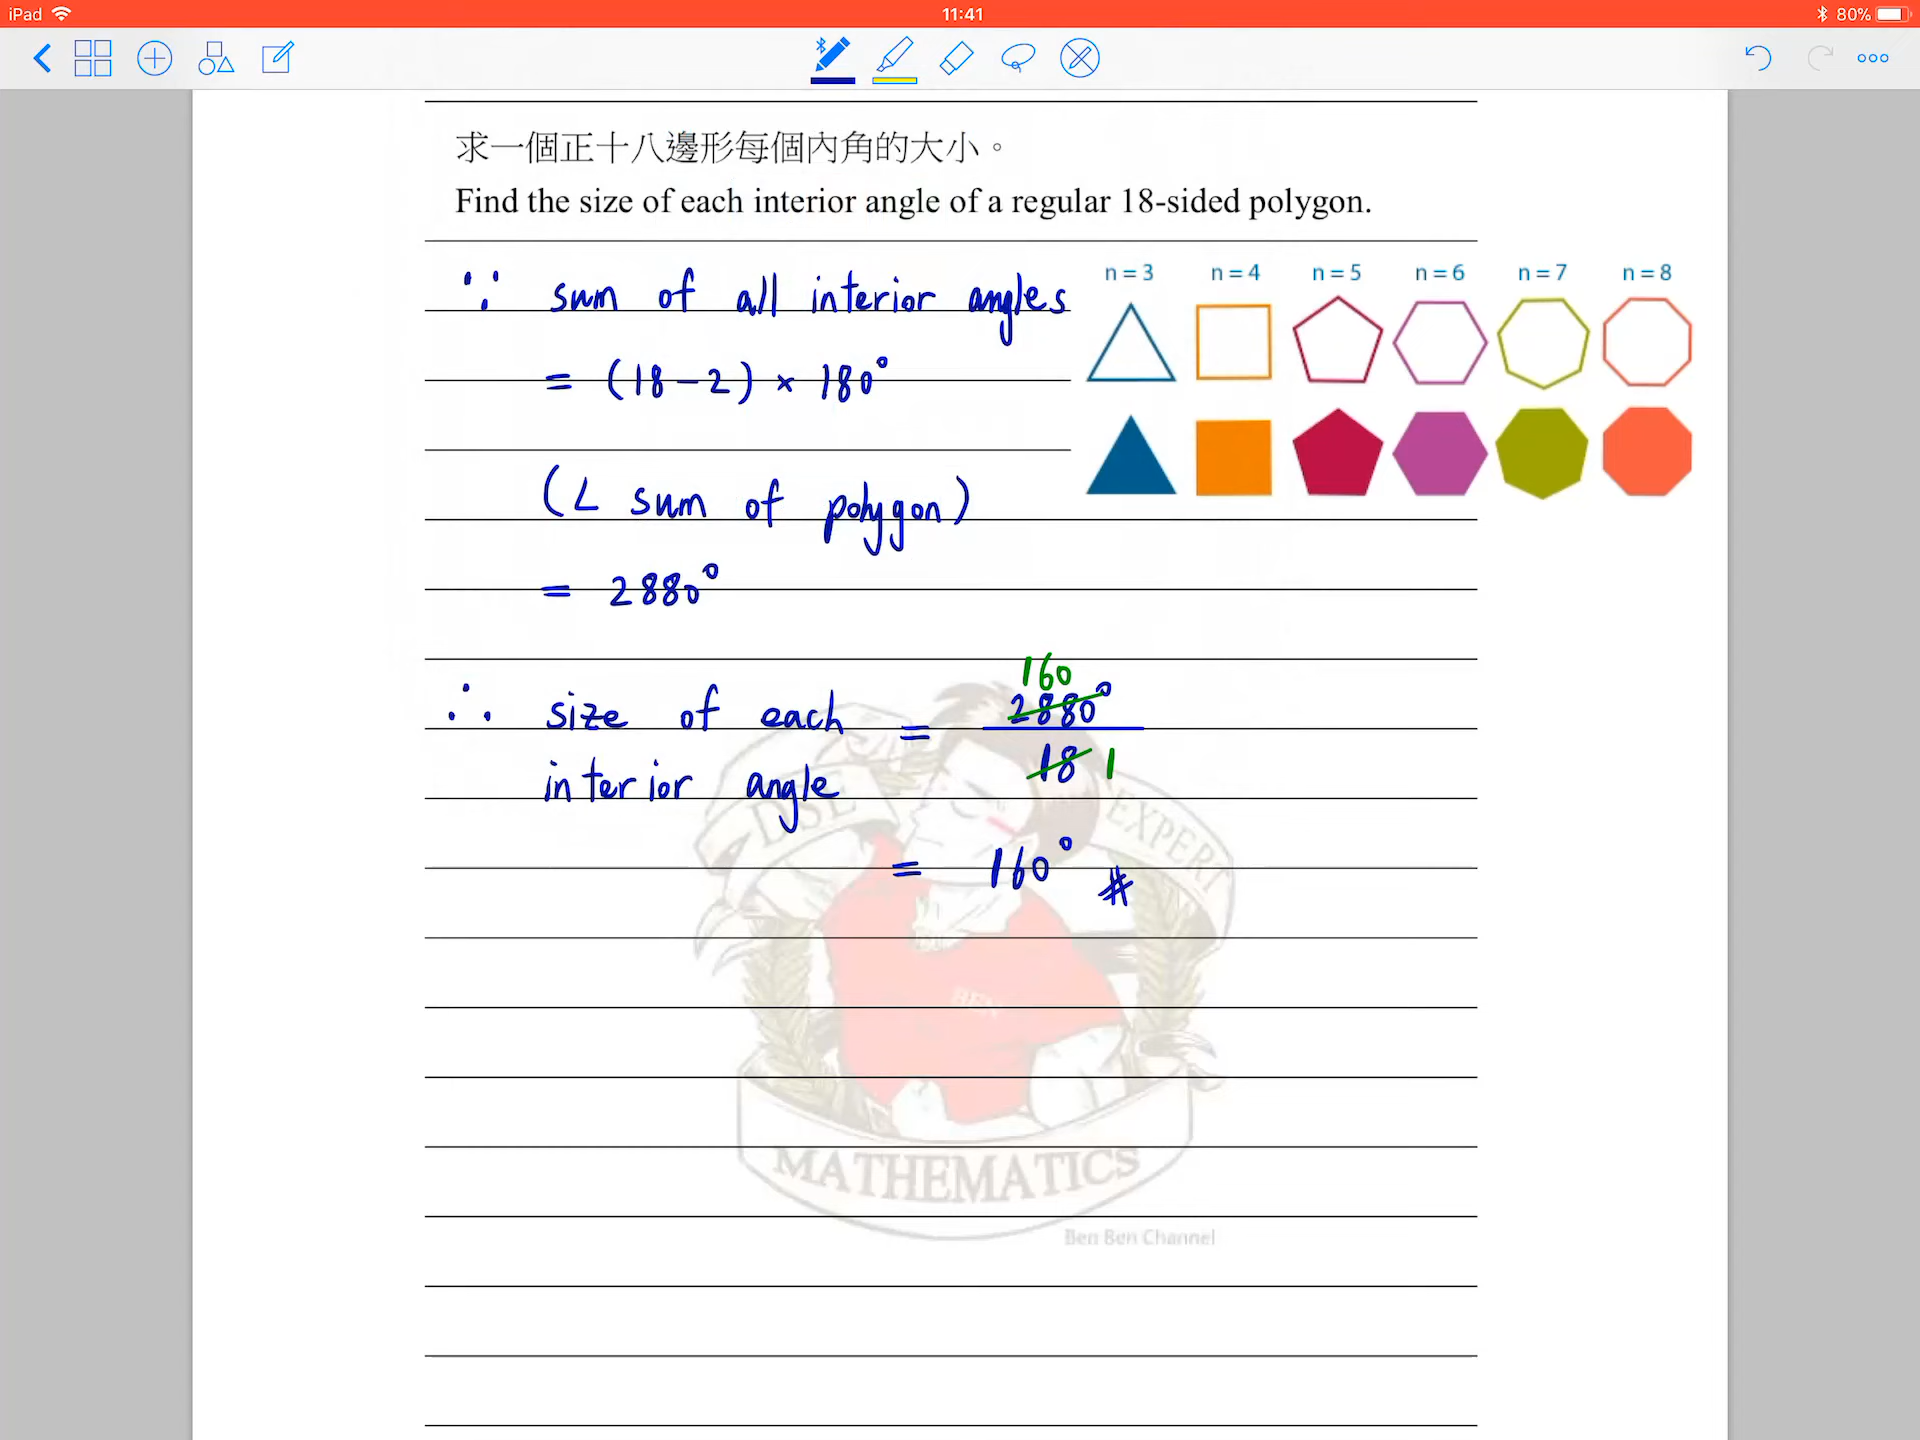 iPad 11:41 80%
求一個正十八邊形每個內角的大小。
Find the size of each interior angle of a regular 18-sided polygon.
∵ sum of all interior angles
= (18-2) × 180°
(∠ sum of polygon)
= 2880°
n = 3 n = 4 n = 5 n = 6 n = 7 n = 8
160
∴ size of each = 2880°
18 1
interior angle
= 160° #
DSE EXPERT
BEN
MATHEMATICS
Ben Ben Channel